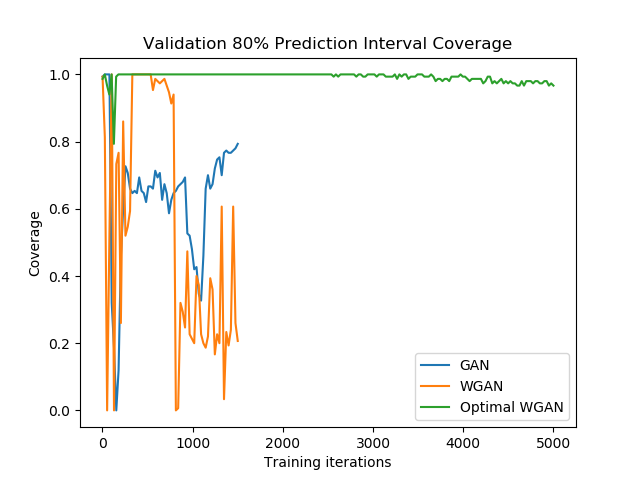 Validation 80% Prediction Interval Coverage
Coverage
1.0
0.8
0.6
0.4
0.2
0.0
0 1000 2000 3000 4000 5000
Training iterations
GAN
WGAN
Optimal WGAN